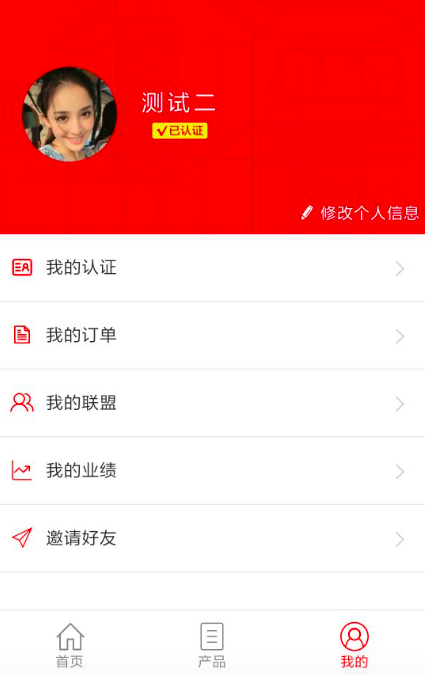 测试二
已认证
修改个人信息
我的认证
我的订单
我的联盟
我的业绩
邀请好友
首页
产品
我的